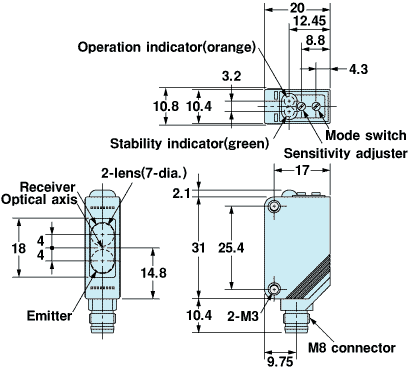 20
12.45
Operation indicator(orange)
8.8
4.3
3.2
10.8
10.4
Mode switch
Stability indicator(green)
Sensitivity adjuster
17
2-lens(7-dia.)
Receiver
Optical axis
2.1
18
4
4
31
25.4
14.8
Emitter
10.4
2-M3
M8 connector
9.75